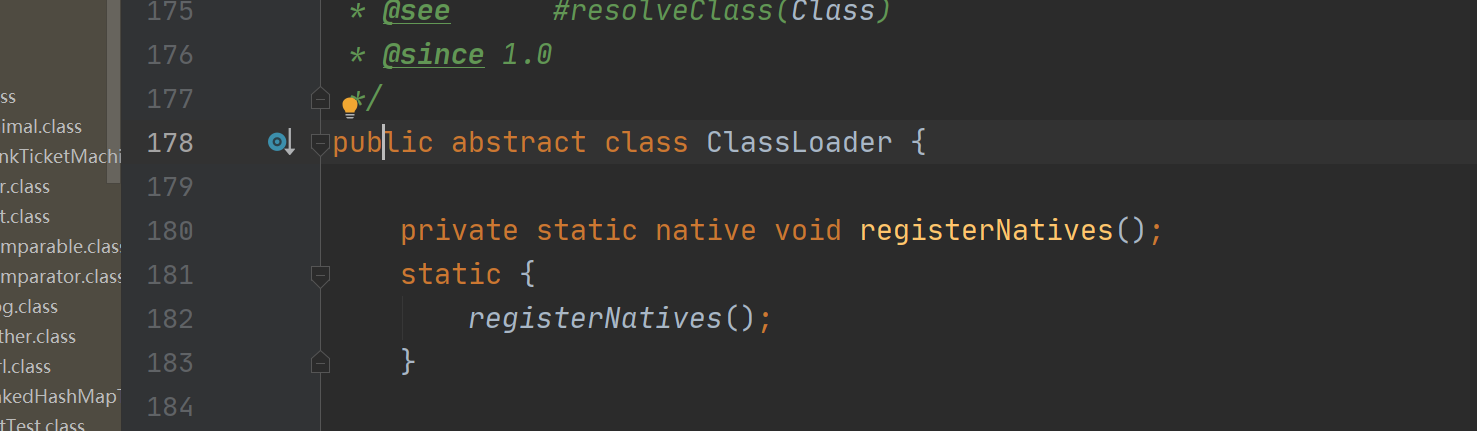 ss
imal.class
nkTicketMachi
r.class
t.class
mparable.class
mparator.class
og.class
ther.class
rl.class
nkedHashMapT
tTest.class
175 * @see #resolveClass(Class)
176 * @since 1.0
177 */
178 public abstract class ClassLoader {
179
180 private static native void registerNatives();
181 static {
182 registerNatives();
183 }
184